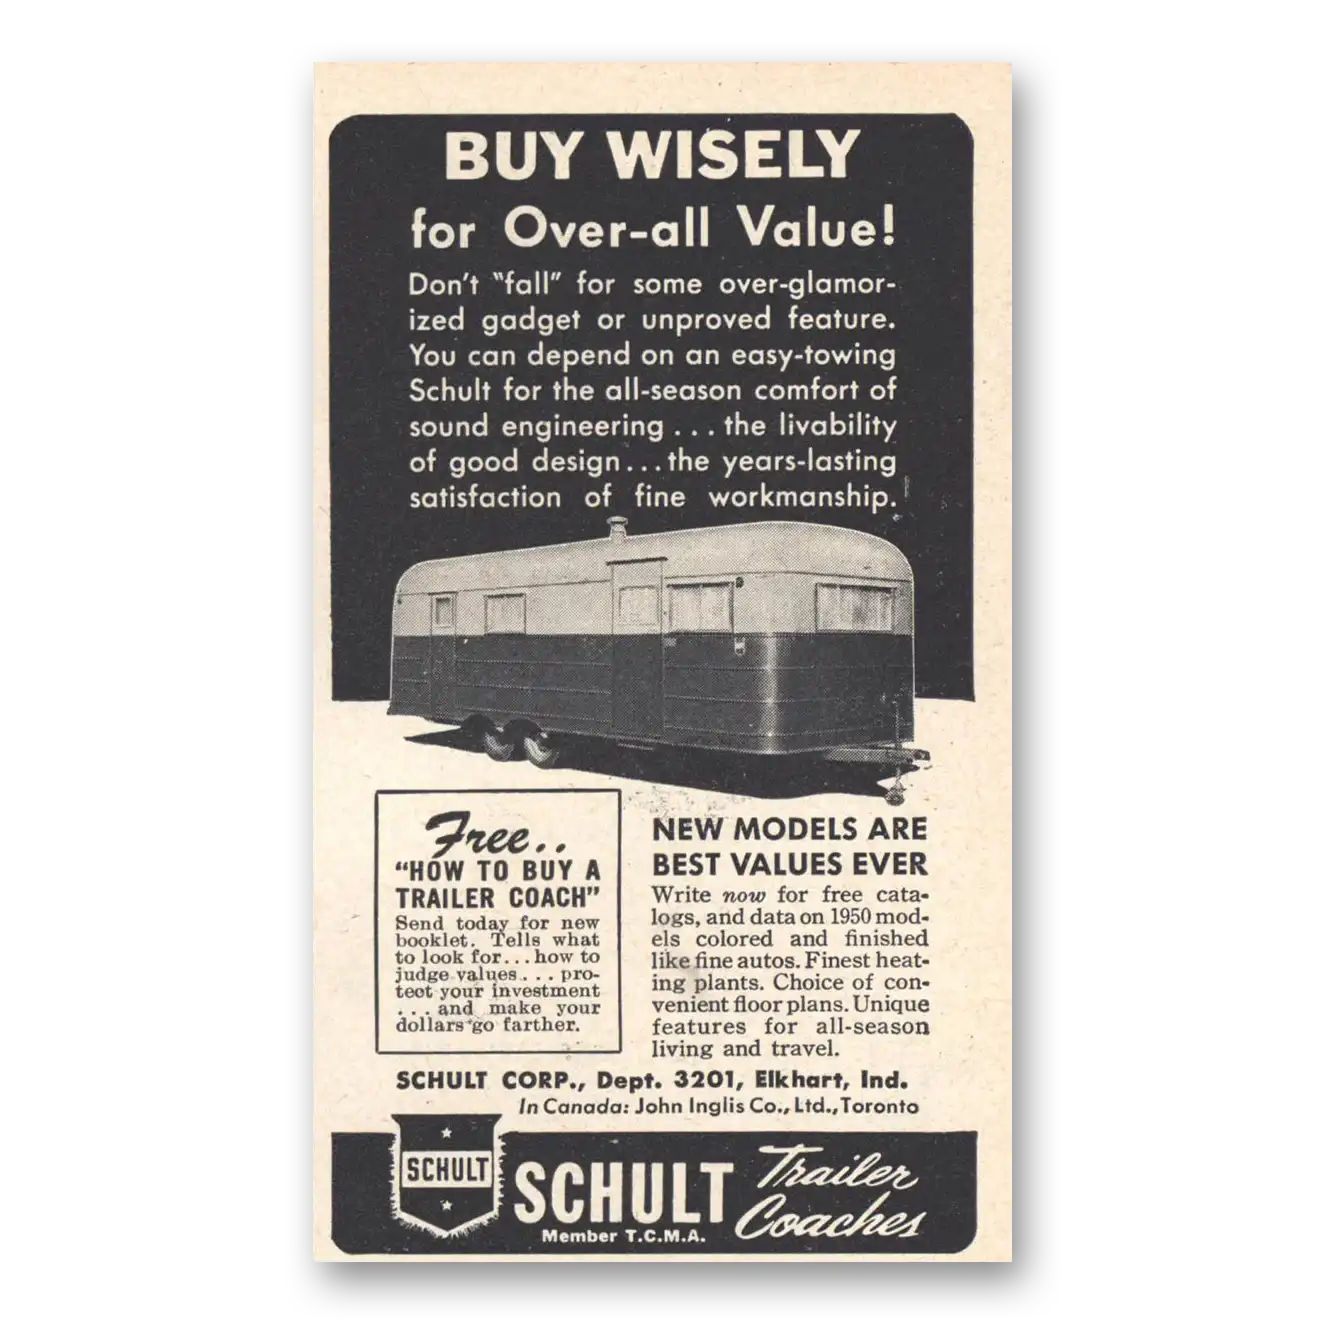 BUY WISELY
for Over-all Value!
Don't "fall" for some over-glamor-
ized gadget or unproved feature.
You can depend on an easy-towing
Schult for the all-season comfort of
sound engineering . . . the livability
of good design . . . the years-lasting
satisfaction of fine workmanship.
Free..
"HOW TO BUY A
TRAILER COACH"
Send today for new
booklet. Tells what
to look for . . . how to
judge values . . . pro-
tect your investment
. . . and make your
dollars go farther.
NEW MODELS ARE
BEST VALUES EVER
Write now for free cata-
logs, and data on 1950 mod-
els colored and finished
like fine autos. Finest heat-
ing plants. Choice of con-
venient floor plans. Unique
features for all-season
living and travel.
SCHULT CORP., Dept. 3201, Elkhart, Ind.
In Canada: John Inglis Co., Ltd., Toronto
SCHULT
SCHULT Trailer Coaches
Member T.C.M.A.